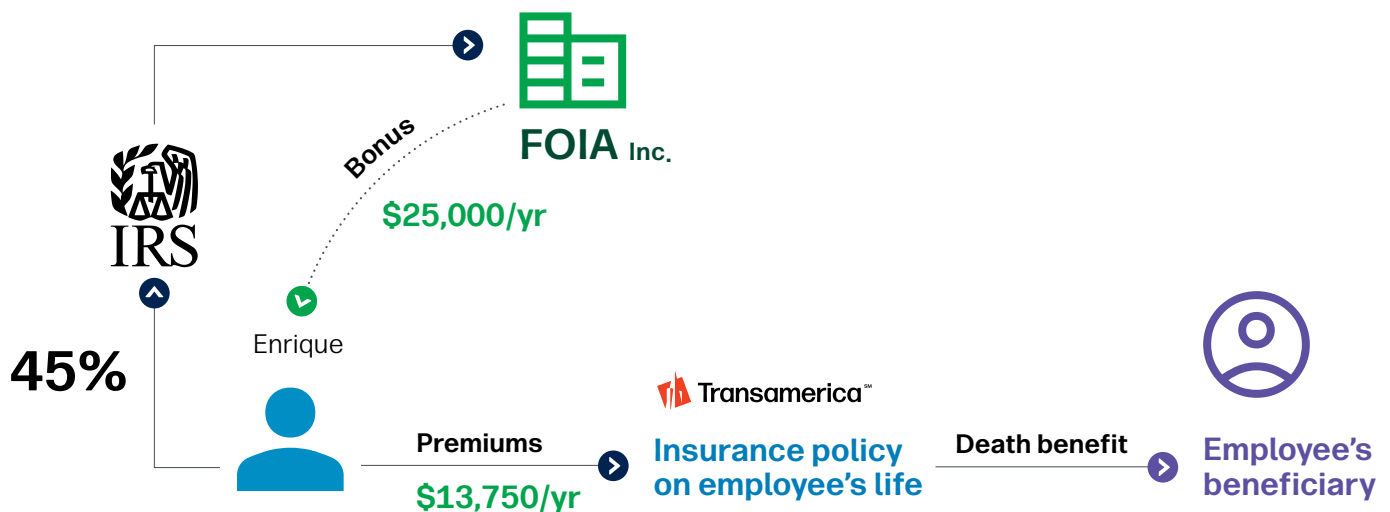 FOIA Inc.
Bonus
$25,000/yr
IRS
Enrique
45%
Transamerica℠
Premiums
$13,750/yr
Insurance policy
on employee’s life
Death benefit
Employee’s
beneficiary